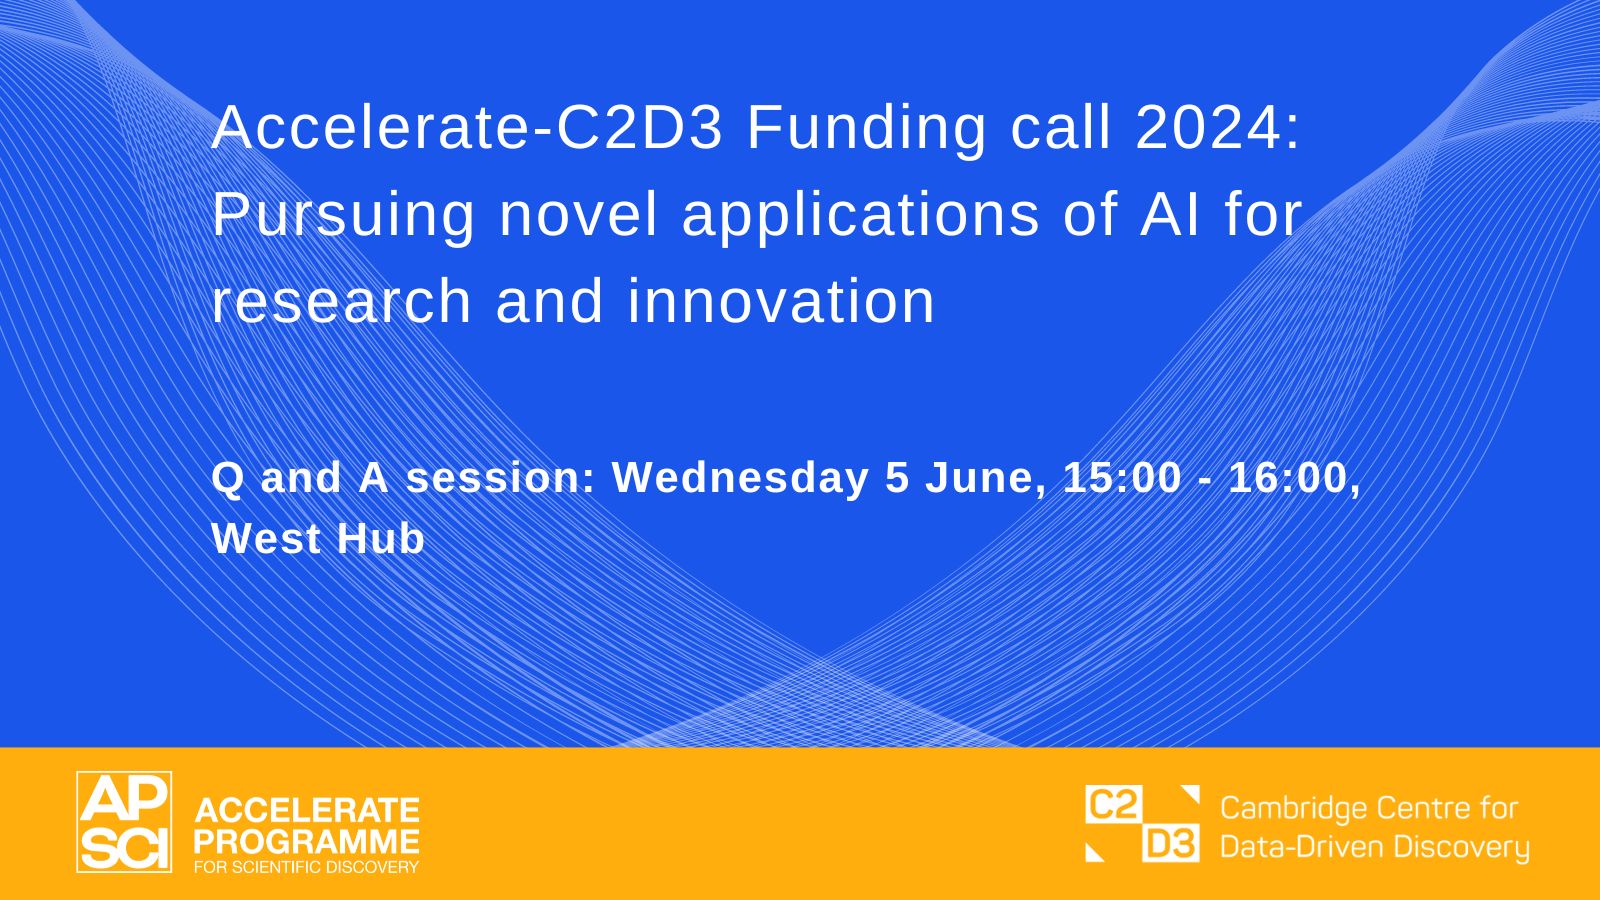 Accelerate-C2D3 Funding call 2024:
Pursuing novel applications of AI for
research and innovation
Q and A session: Wednesday 5 June, 15:00 - 16:00,
West Hub
AP
SCI
ACCELERATE
PROGRAMME
FOR SCIENTIFIC DISCOVERY
C2
D3
Cambridge Centre for
Data-Driven Discovery